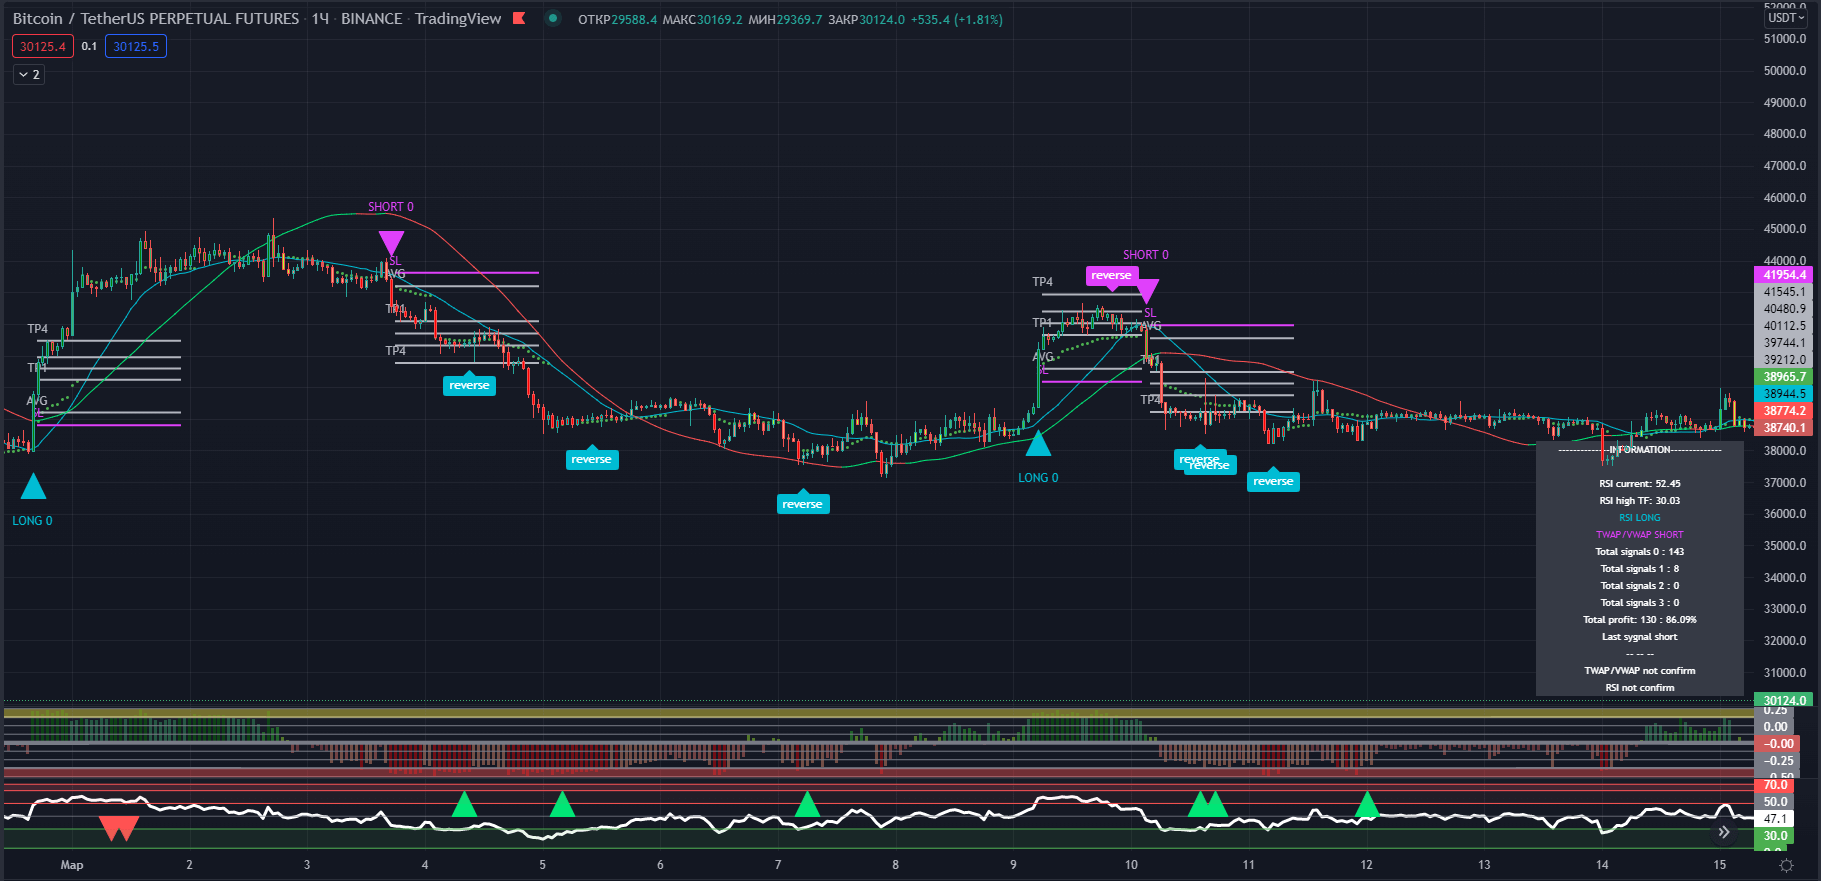 Bitcoin / TetherUS PERPETUAL FUTURES · 1Ч · BINANCE · TradingView ОТКР29588.4 МАКС30169.2 МИН29369.7 ЗАКР30124.0 +535.4 (+1.81%)
30125.4 0.1 30125.5
2
USDT
52000.0
51000.0
50000.0
49000.0
48000.0
47000.0
46000.0
45000.0
44000.0
41954.4
41545.1
40480.9
40112.5
39744.1
39212.0
38965.7
38944.5
38774.2
38740.1
38000.0
37000.0
36000.0
35000.0
34000.0
33000.0
32000.0
31000.0
30124.0
0.25
0.00
−0.00
−0.25
−0.50
70.0
50.0
47.1
30.0
0.0
TP4
TP1
AVG
SL
LONG 0
SHORT 0
SL
AVG
TP1
TP4
reverse
reverse
reverse
TP4
TP1
AVG
SL
LONG 0
SHORT 0
reverse
SL
AVG
TP1
TP4
reverse
reverse
reverse
--------------INFORMATION--------------
RSI current: 52.45
RSI high TF: 30.03
RSI LONG
TWAP/VWAP SHORT
Total signals 0 : 143
Total signals 1 : 8
Total signals 2 : 0
Total signals 3 : 0
Total profit: 130 : 86.09%
Last sygnal short
-- -- --
TWAP/VWAP not confirm
RSI not confirm
Мар 2 3 4 5 6 7 8 9 10 11 12 13 14 15